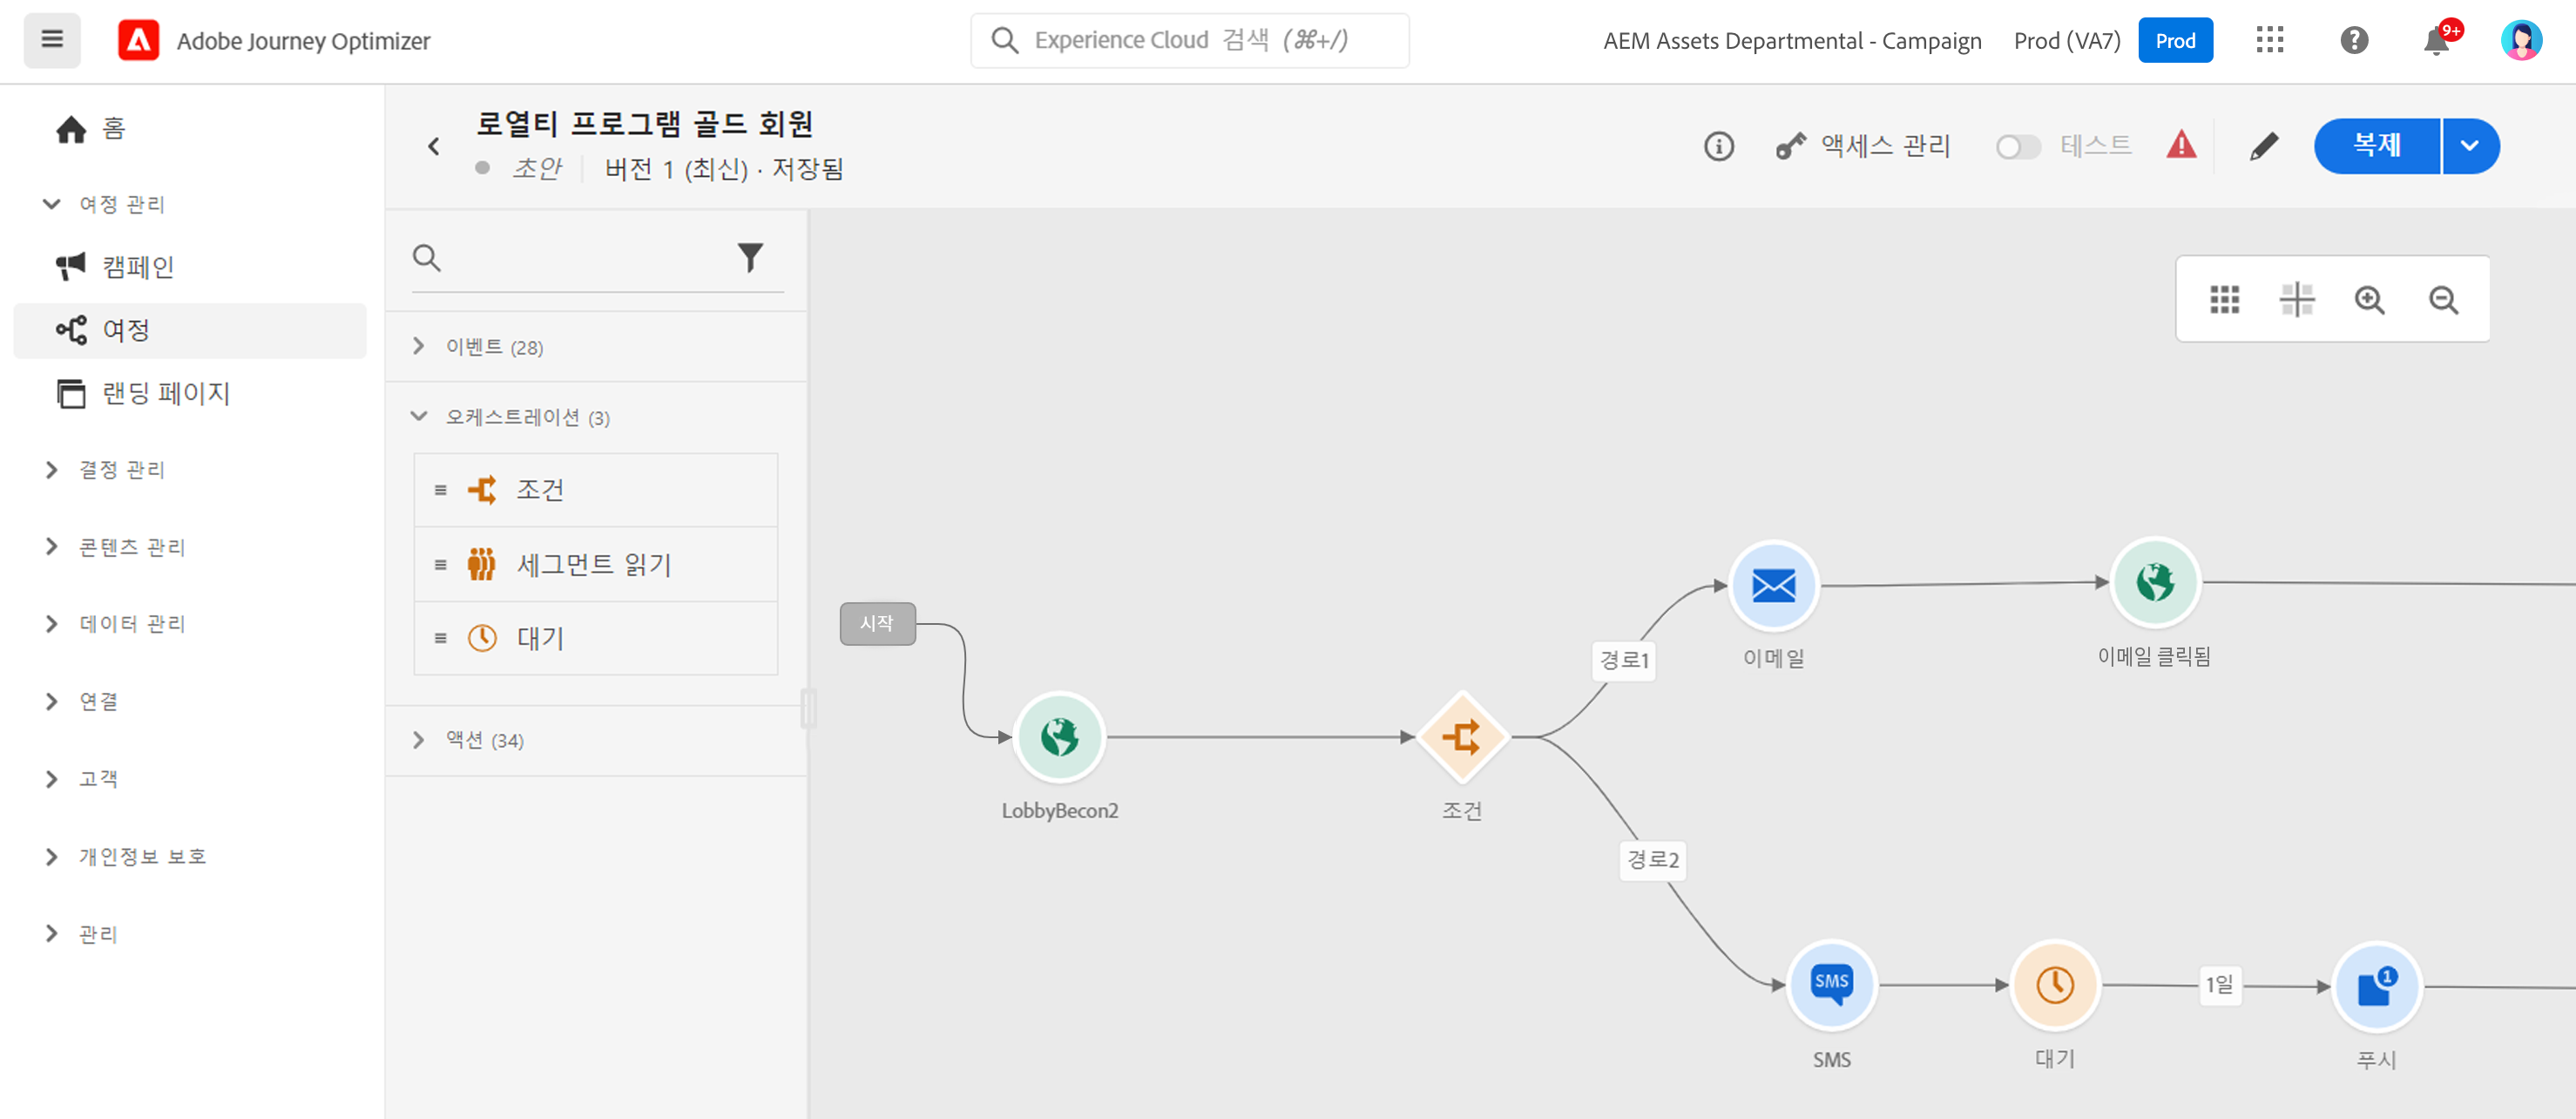 Adobe Journey Optimizer
Experience Cloud 검색 (⌘+/)
AEM Assets Departmental - Campaign
Prod (VA7)
Prod
9+
홈
여정 관리
캠페인
여정
랜딩 페이지
결정 관리
콘텐츠 관리
데이터 관리
연결
고객
개인정보 보호
관리
로열티 프로그램 골드 회원
초안
버전 1 (최신) · 저장됨
액세스 관리
테스트
복제
이벤트 (28)
오케스트레이션 (3)
조건
세그먼트 읽기
대기
액션 (34)
시작
LobbyBecon2
조건
경로1
이메일
이메일 클릭됨
경로2
SMS
SMS
대기
1일
1
푸시